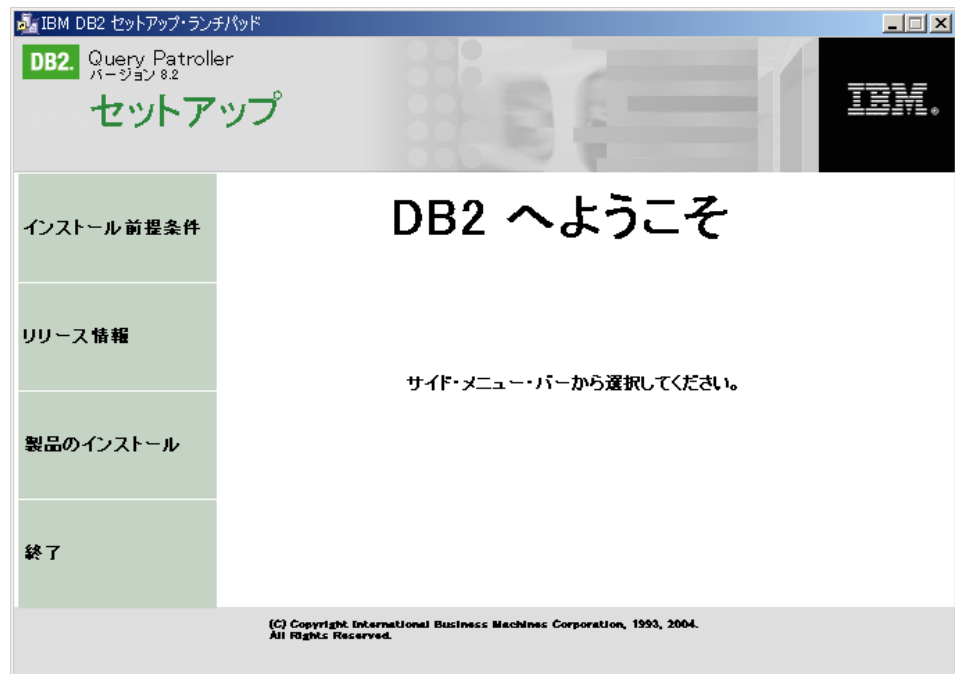 IBM DB2 セットアップ・ランチパッド
DB2. Query Patroller
バージョン 8.2
セットアップ
IBM.
インストール前提条件
DB2 へようこそ
リリース情報
サイド・メニュー・バーから選択してください。
製品のインストール
終了
(C) Copyright International Business Machines Corporation, 1993, 2004.
All Rights Reserved.